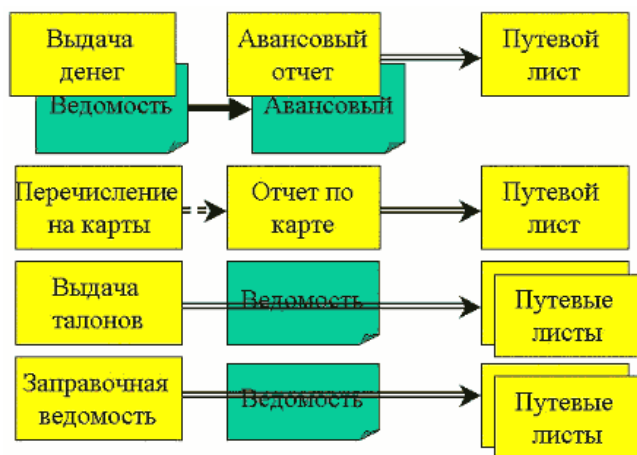 Выдача
денег
Авансовый
отчет
Путевой
лист
Ведомость
Авансовый
Перечисление
на карты
Отчет по
карте
Путевой
лист
Выдача
талонов
Ведомость
Путевые
листы
Заправочная
ведомость
Ведомость
Путевые
листы